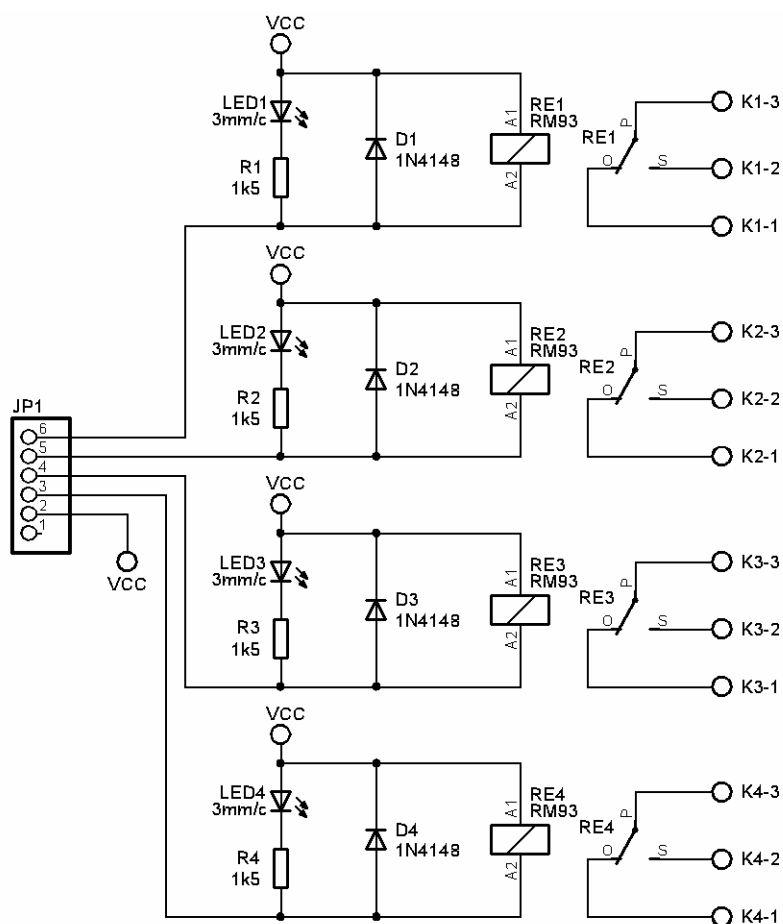 VCC
LED1
3mm/c
R1
1k5
D1
1N4148
A1
A2
RE1
RM93
RE1
P
O
S
K1-3
K1-2
K1-1
VCC
LED2
3mm/c
R2
1k5
D2
1N4148
A1
A2
RE2
RM93
RE2
P
O
S
K2-3
K2-2
K2-1
JP1
6
5
4
3
2
1
VCC
VCC
LED3
3mm/c
R3
1k5
D3
1N4148
A1
A2
RE3
RM93
RE3
P
O
S
K3-3
K3-2
K3-1
VCC
LED4
3mm/c
R4
1k5
D4
1N4148
A1
A2
RE4
RM93
RE4
P
O
S
K4-3
K4-2
K4-1